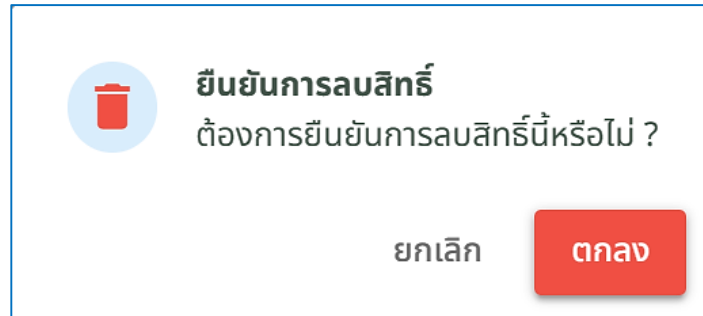 ยืนยันการลบสิทธิ์
ต้องการยืนยันการลบสิทธิ์นี้หรือไม่ ?
ยกเลิก
ตกลง